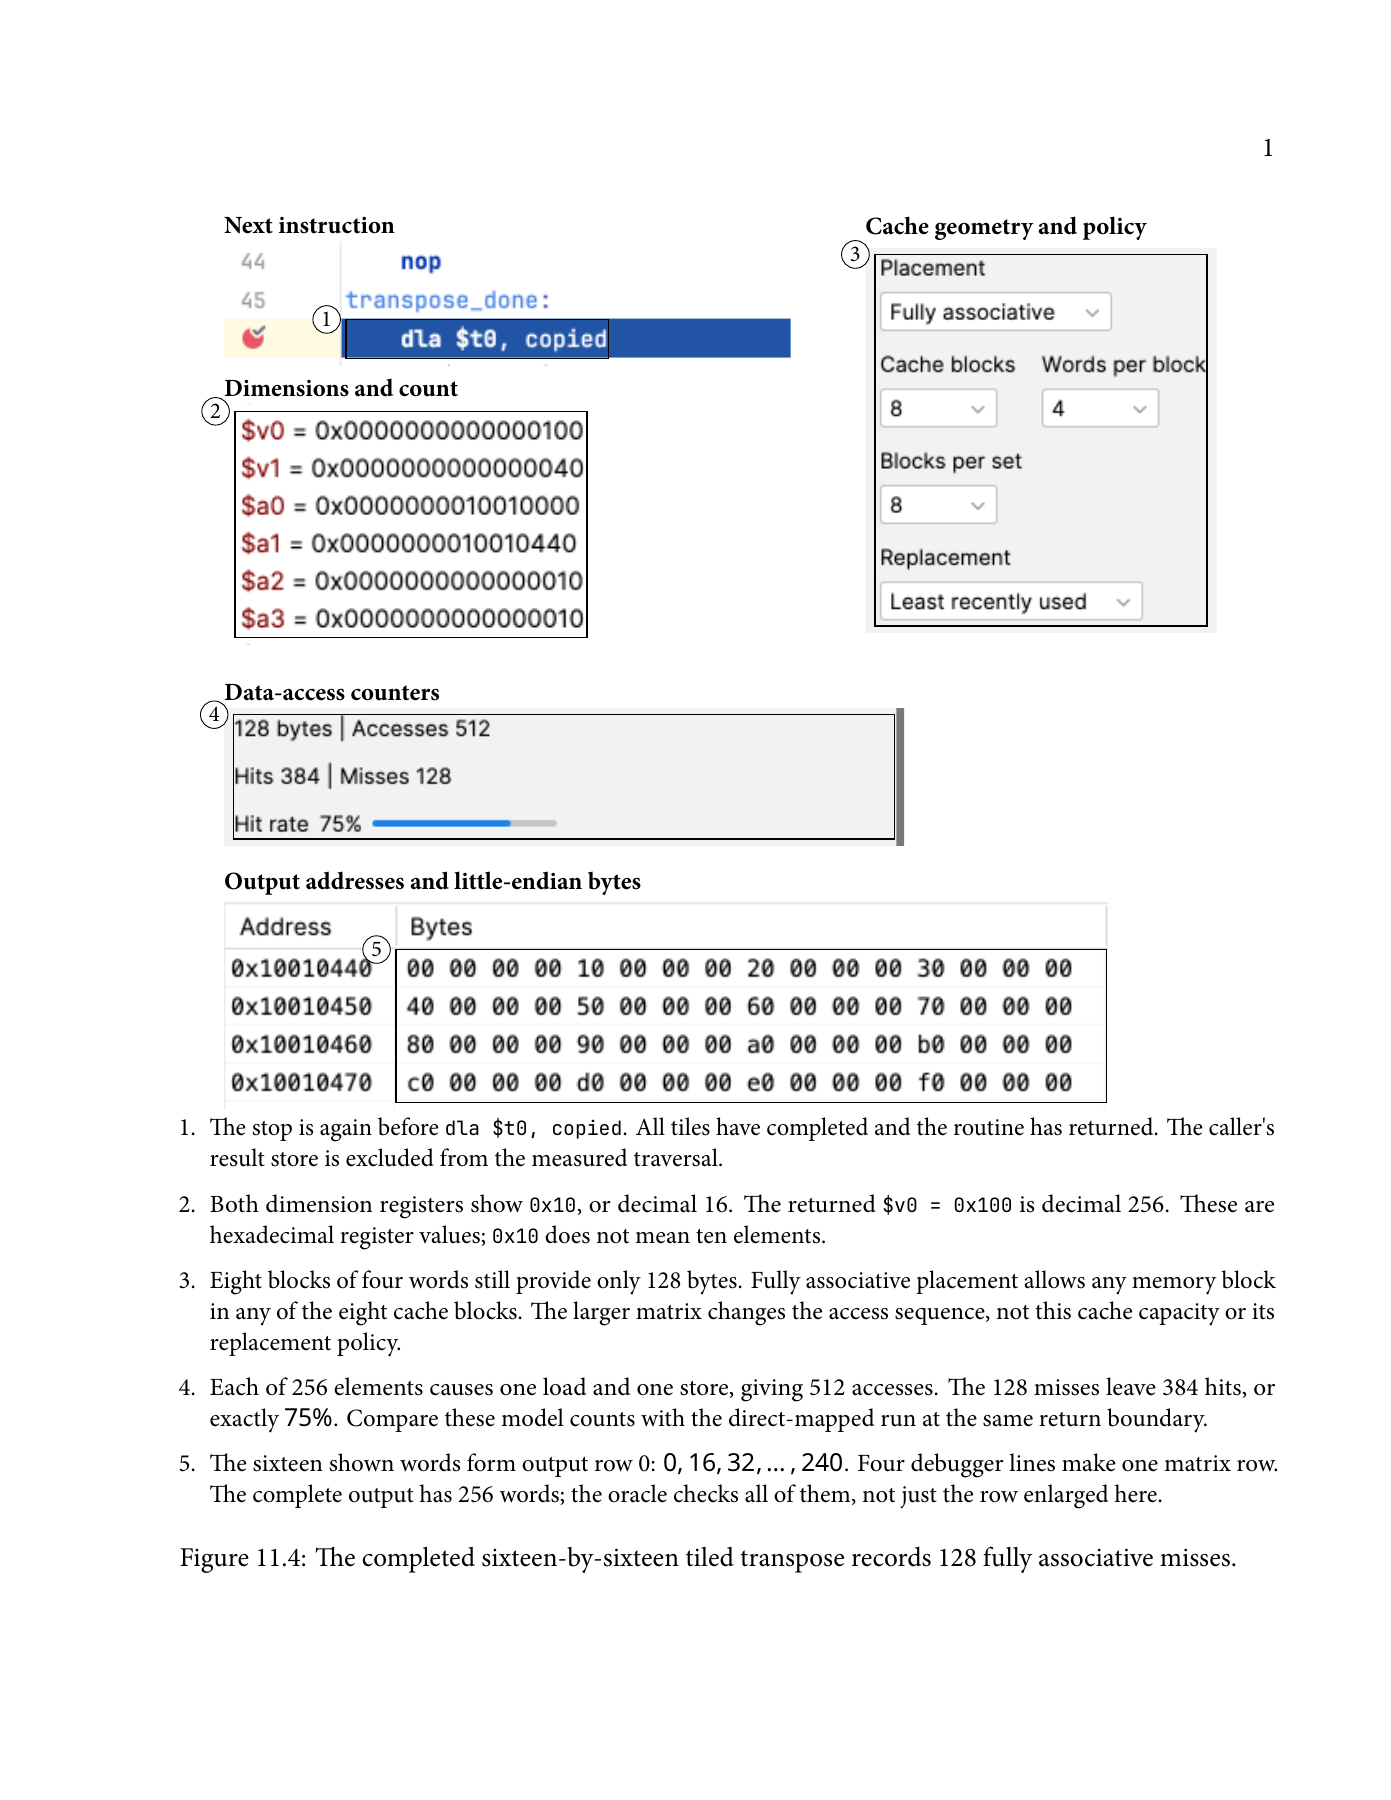 1
Next instruction
44 nop
45 transpose_done:
1
dla $t0, copied
Dimensions and count
2
$v0 = 0x0000000000000100
$v1 = 0x0000000000000040
$a0 = 0x0000000010010000
$a1 = 0x0000000010010440
$a2 = 0x0000000000000010
$a3 = 0x0000000000000010
Cache geometry and policy
3
Placement
Fully associative
Cache blocks Words per block
8 4
Blocks per set
8
Replacement
Least recently used
Data-access counters
4
128 bytes | Accesses 512
Hits 384 | Misses 128
Hit rate 75%
Output addresses and little-endian bytes
Address Bytes
5
0x10010440 00 00 00 00 10 00 00 00 20 00 00 00 30 00 00 00
0x10010450 40 00 00 00 50 00 00 00 60 00 00 00 70 00 00 00
0x10010460 80 00 00 00 90 00 00 00 a0 00 00 00 b0 00 00 00
0x10010470 c0 00 00 00 d0 00 00 00 e0 00 00 00 f0 00 00 00
1. The stop is again before dla $t0, copied. All tiles have completed and the routine has returned. The caller's
result store is excluded from the measured traversal.
2. Both dimension registers show 0x10, or decimal 16. The returned $v0 = 0x100 is decimal 256. These are
hexadecimal register values; 0x10 does not mean ten elements.
3. Eight blocks of four words still provide only 128 bytes. Fully associative placement allows any memory block
in any of the eight cache blocks. The larger matrix changes the access sequence, not this cache capacity or its
replacement policy.
4. Each of 256 elements causes one load and one store, giving 512 accesses. The 128 misses leave 384 hits, or
exactly 75%. Compare these model counts with the direct-mapped run at the same return boundary.
5. The sixteen shown words form output row 0: 0, 16, 32, … , 240. Four debugger lines make one matrix row.
The complete output has 256 words; the oracle checks all of them, not just the row enlarged here.
Figure 11.4: The completed sixteen-by-sixteen tiled transpose records 128 fully associative misses.